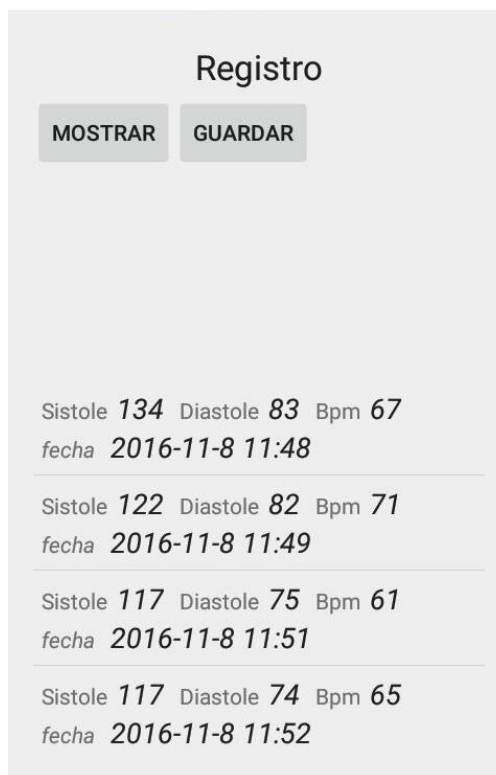 Registro
MOSTRAR GUARDAR
Sistole 134 Diastole 83 Bpm 67
fecha 2016-11-8 11:48
Sistole 122 Diastole 82 Bpm 71
fecha 2016-11-8 11:49
Sistole 117 Diastole 75 Bpm 61
fecha 2016-11-8 11:51
Sistole 117 Diastole 74 Bpm 65
fecha 2016-11-8 11:52